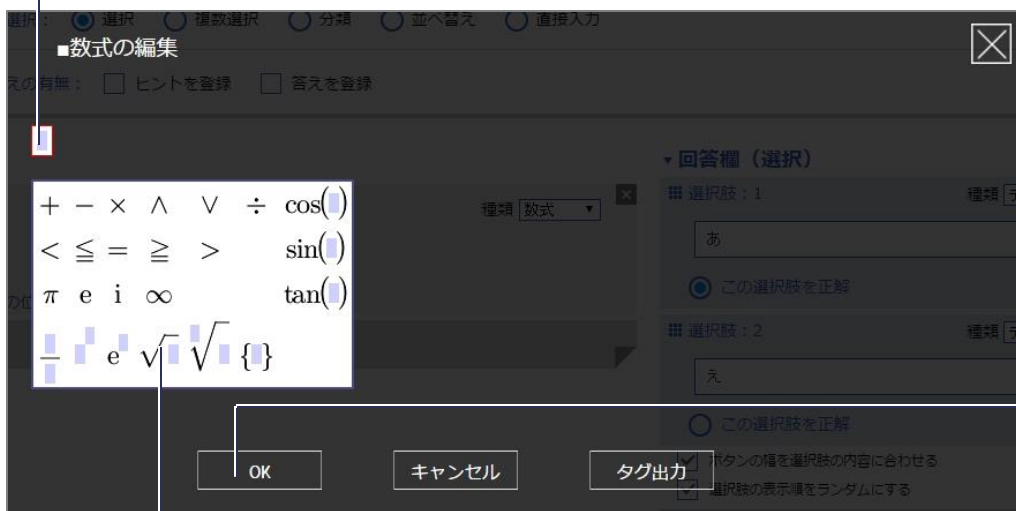 選択： 選択 複数選択 分類 並べ替え 直接入力
■数式の編集
えの有無： ヒントを登録 答えを登録
▼回答欄（選択）
選択肢：1 種類
種類 数式 ▼
あ
この選択肢を正解
+ − × ∧ ∨ ÷ cos( )
< ≦ = ≧ > sin( )
π e i ∞ tan( )
e √ √ { }
の位
選択肢：2 種類
え
この選択肢を正解
OK キャンセル タグ出力
ボタンの幅を選択肢の内容に合わせる
選択肢の表示順をランダムにする